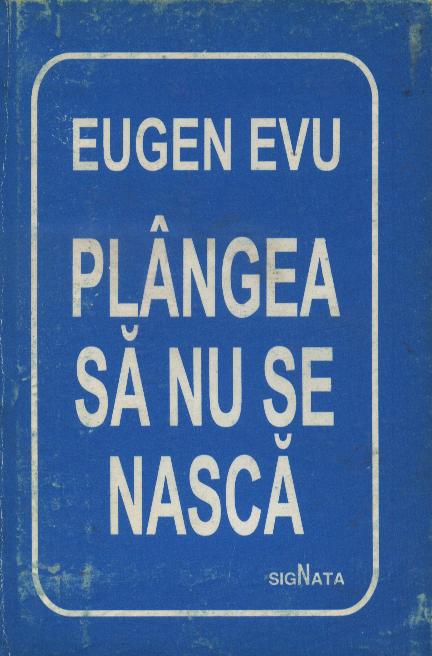 EUGEN EVU
PLÂNGEA
SĂ NU SE
NASCĂ
SIGNATA